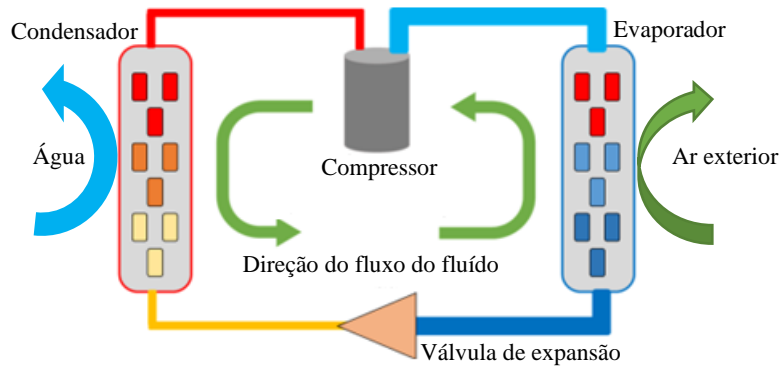 Condensador
Evaporador
Água
Compressor
Ar exterior
Direção do fluxo do fluído
Válvula de expansão